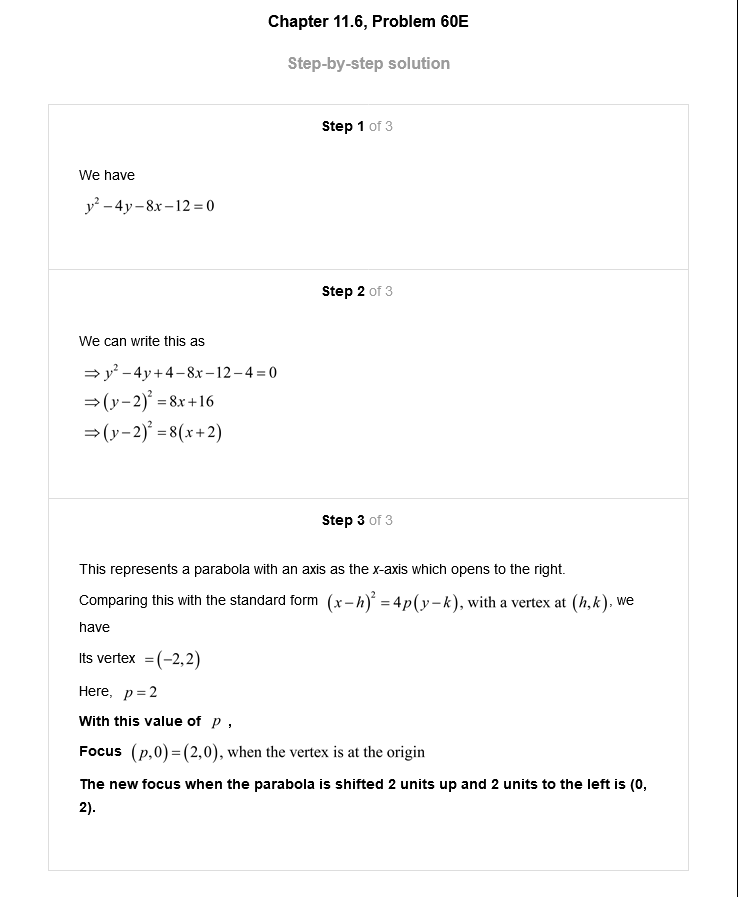 Chapter 11.6, Problem 60E
Step-by-step solution
Step 1 of 3
We have
y² − 4y − 8x − 12 = 0
Step 2 of 3
We can write this as
⇒ y² − 4y + 4 − 8x − 12 − 4 = 0
⇒ (y − 2)² = 8x + 16
⇒ (y − 2)² = 8(x + 2)
Step 3 of 3
This represents a parabola with an axis as the x-axis which opens to the right.
Comparing this with the standard form (x − h)² = 4p(y − k), with a vertex at (h, k), we
have
Its vertex = (−2, 2)
Here, p = 2
With this value of p ,
Focus (p, 0) = (2, 0), when the vertex is at the origin
The new focus when the parabola is shifted 2 units up and 2 units to the left is (0,
2).